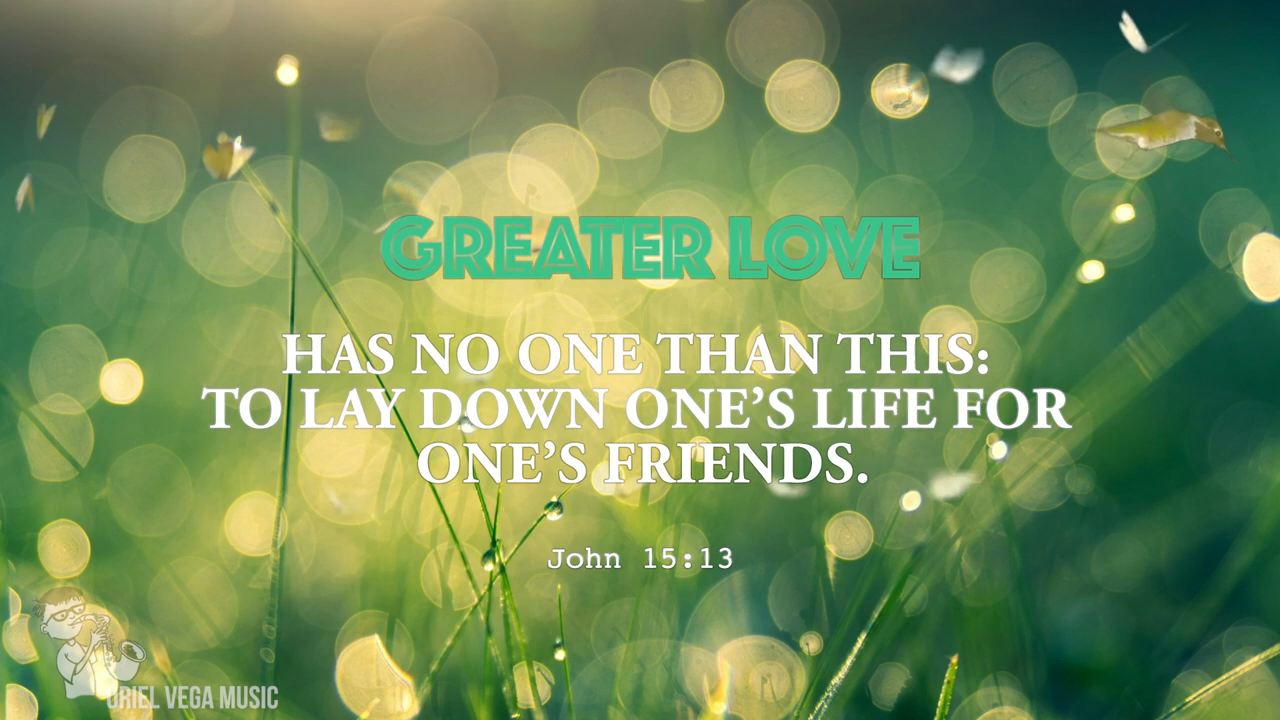 GREATER LOVE
HAS NO ONE THAN THIS:
TO LAY DOWN ONE’S LIFE FOR
ONE’S FRIENDS.
John 15:13
URIEL VEGA MUSIC